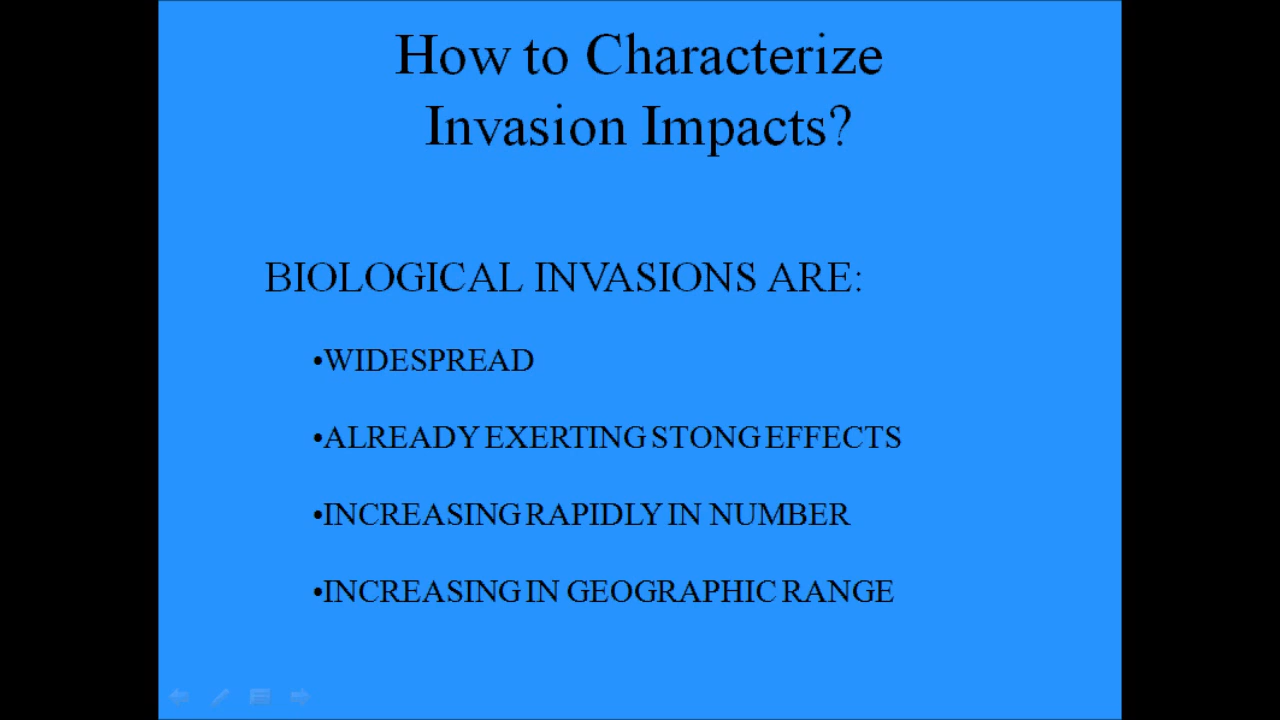 How to Characterize
Invasion Impacts?
BIOLOGICAL INVASIONS ARE:
•WIDESPREAD
•ALREADY EXERTING STONG EFFECTS
•INCREASING RAPIDLY IN NUMBER
•INCREASING IN GEOGRAPHIC RANGE